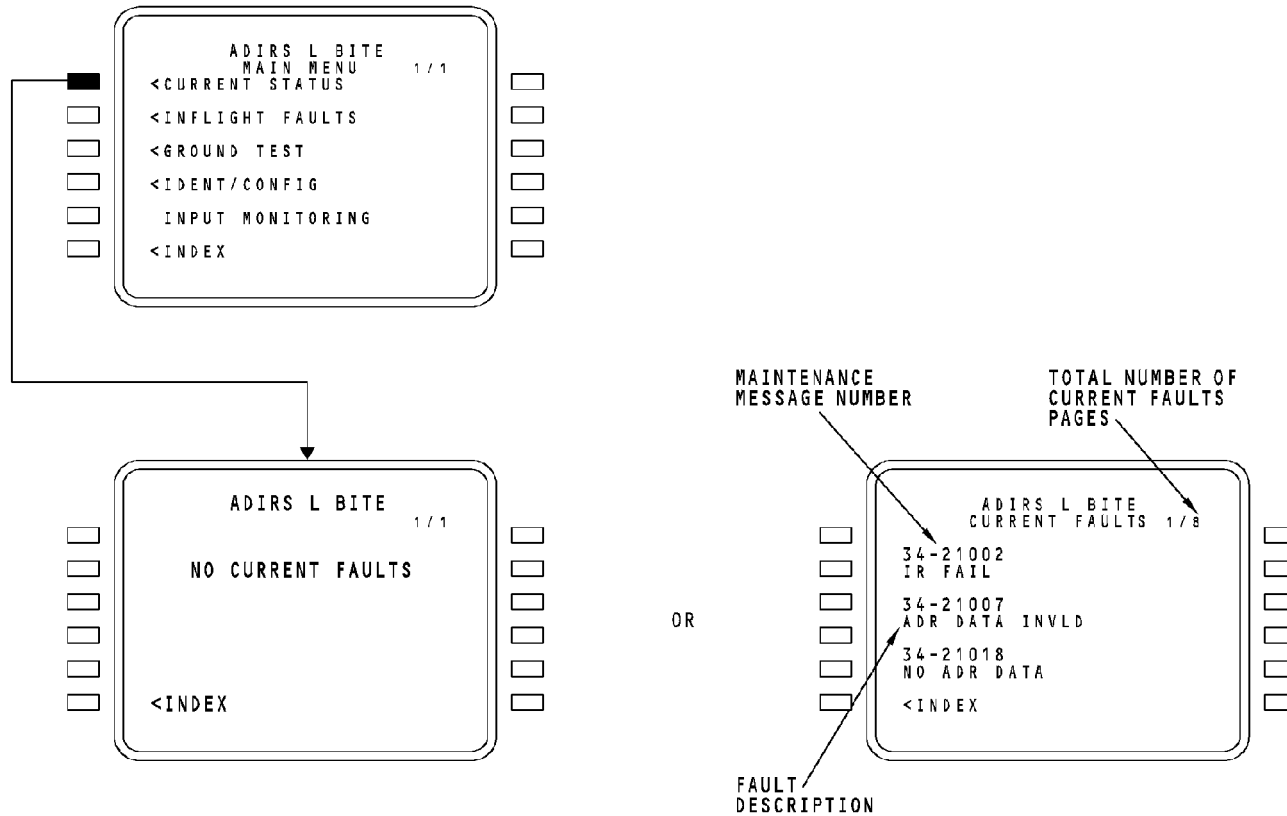 ADIRS L BITE
MAIN MENU 1/1
<CURRENT STATUS
<INFLIGHT FAULTS
<GROUND TEST
<IDENT/CONFIG
INPUT MONITORING
<INDEX
ADIRS L BITE
1/1
NO CURRENT FAULTS
<INDEX
OR
MAINTENANCE
MESSAGE NUMBER
TOTAL NUMBER OF
CURRENT FAULTS
PAGES
ADIRS L BITE
CURRENT FAULTS 1/8
34-21002
IR FAIL
34-21007
ADR DATA INVLD
34-21018
NO ADR DATA
<INDEX
FAULT
DESCRIPTION